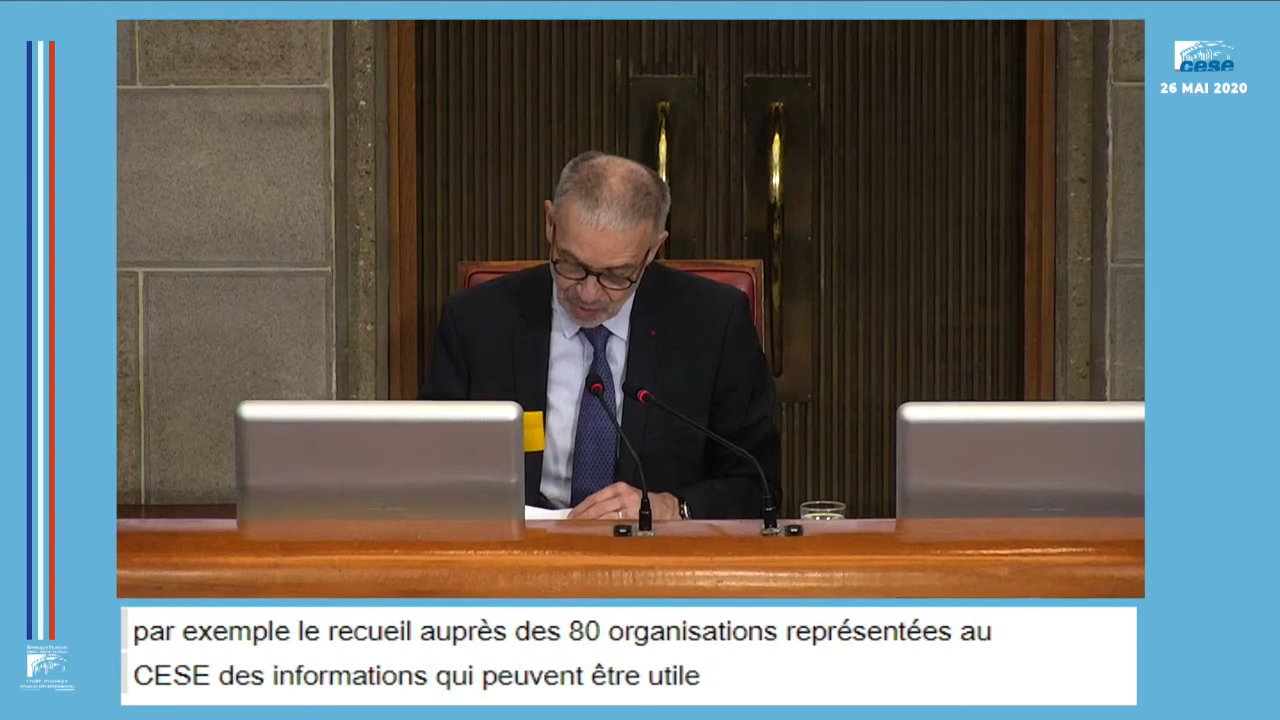 cese
26 MAI 2020
par exemple le recueil auprès des 80 organisations représentées au
CESE des informations qui peuvent être utile